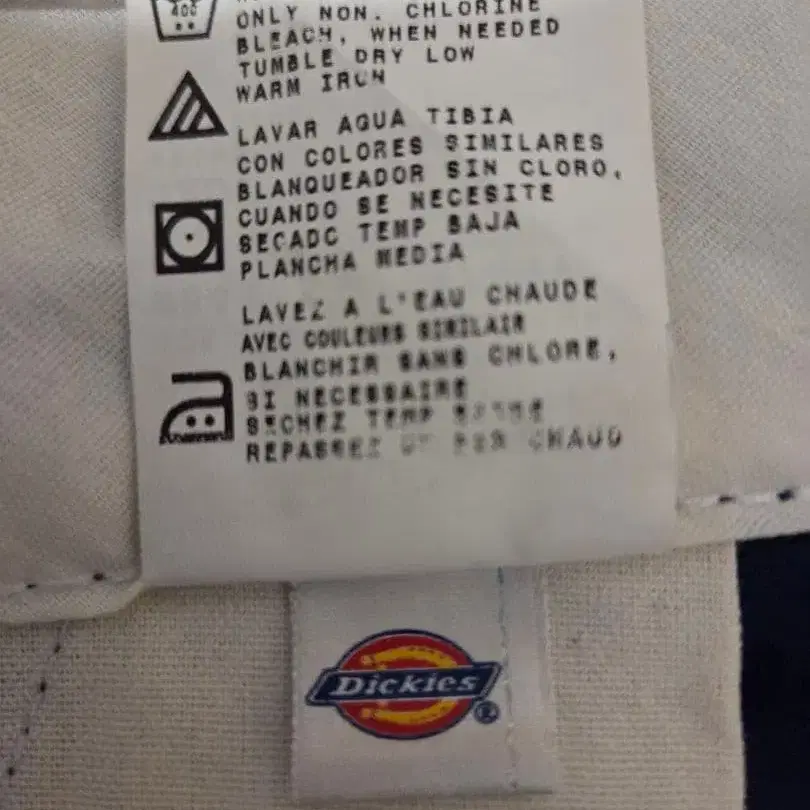 40C
ONLY NON. CHLORINE
BLEACH, WHEN NEEDED
TUMBLE DRY LOW
WARM IRON
LAVAR AGUA TIBIA
CON COLORES SIMILARES
BLANQUEADOR SIN CLORO,
CUANDO SE NECESITE
SECADO TEMP BAJA
PLANCHA MEDIA
LAVEZ A L'EAU CHAUDE
AVEC COULEURS SIMILAIR
BLANCHIR SANS CHLORE,
SI NECESSAIRE
SECHEZ TEMP
REPASSEZ CHAUD
Dickies®